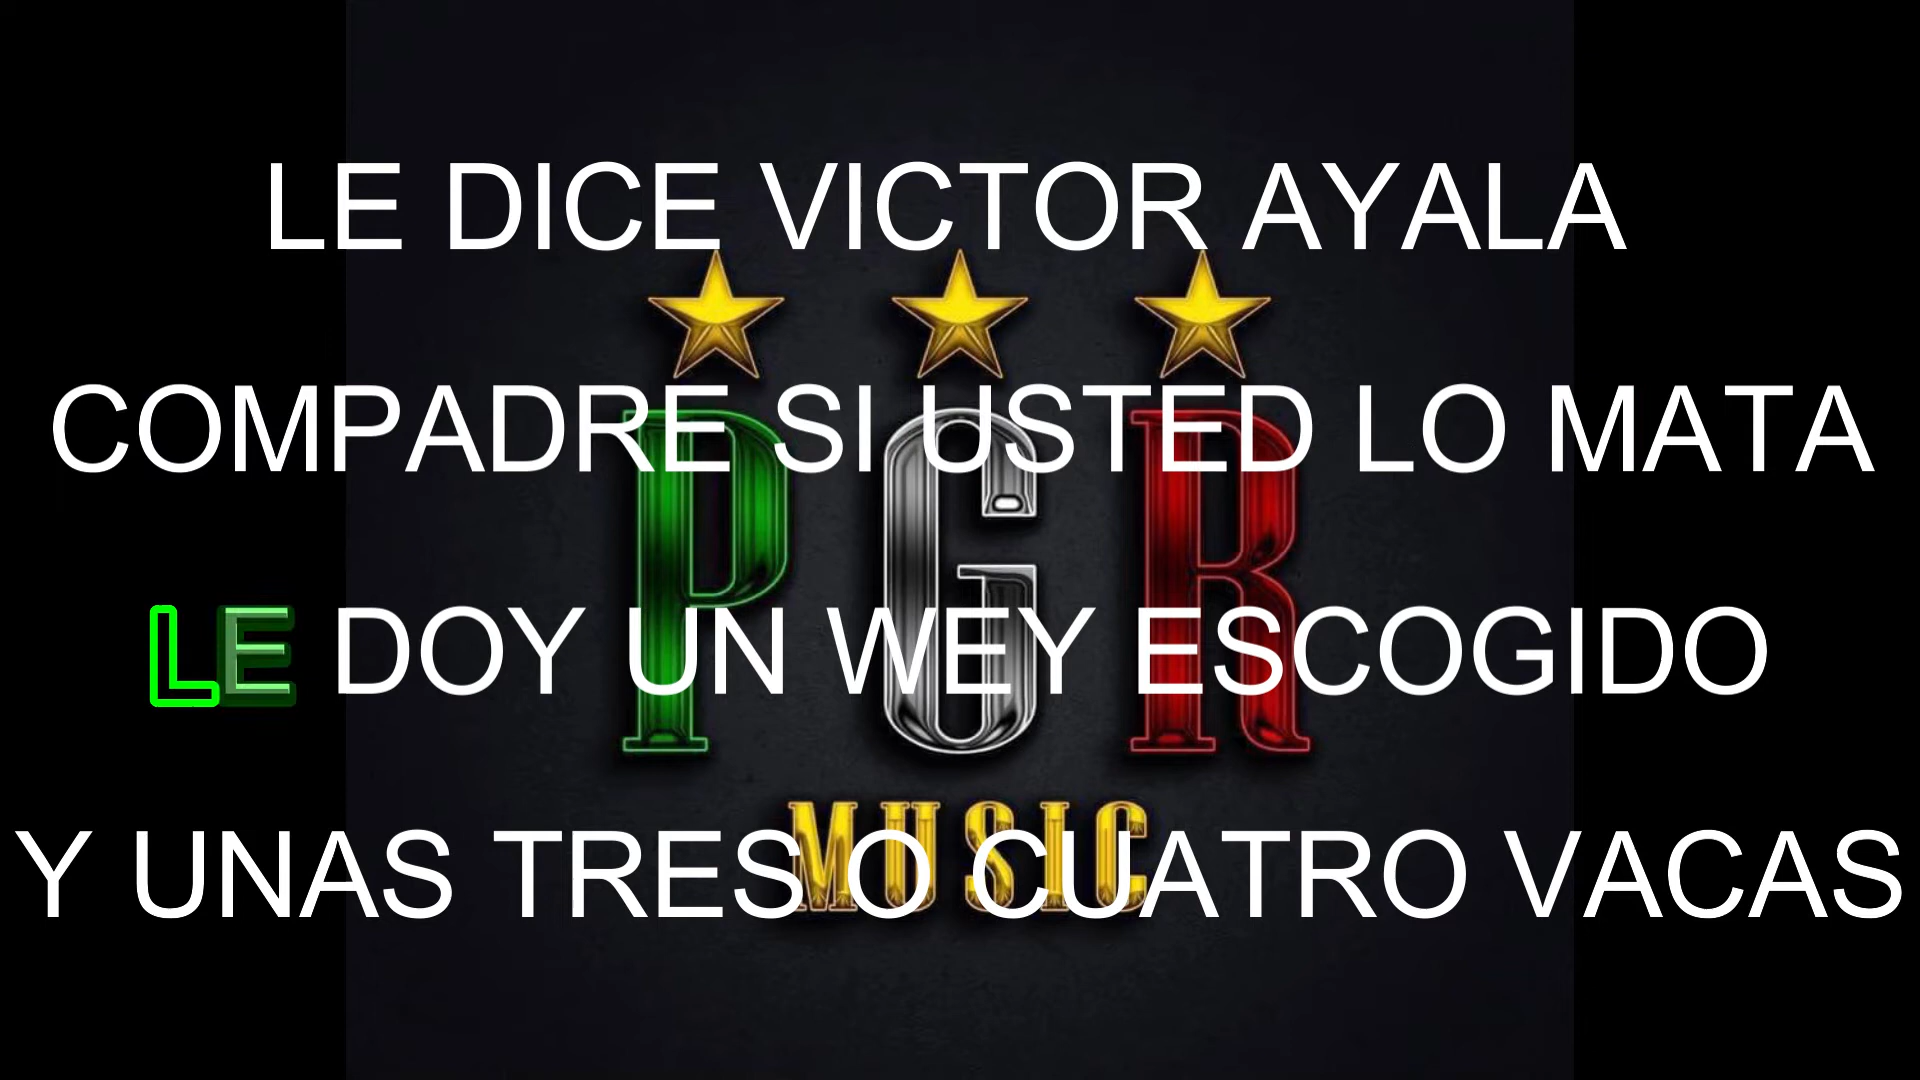 LE DICE VICTOR AYALA
COMPADRE SI USTED LO MATA
PGR
LE DOY UN WEY ESCOGIDO
MUSIC
Y UNAS TRES O CUATRO VACAS